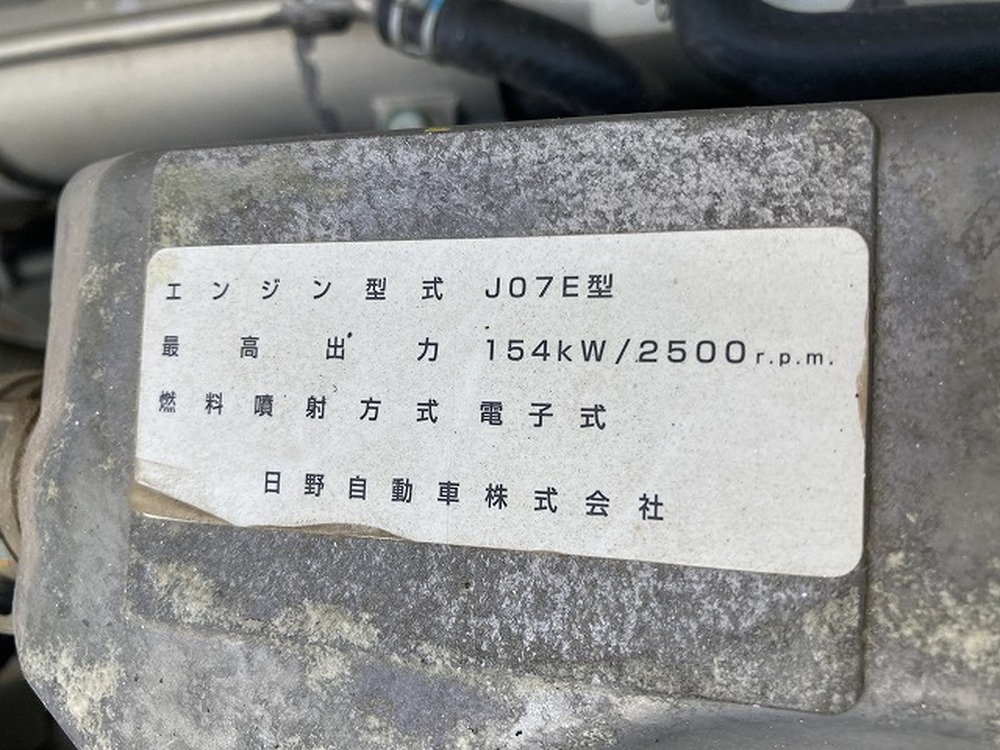 エンジン型式 J07E型
最高出力 154kW/2500r.p.m.
燃料噴射方式 電子式
日野自動車株式会社